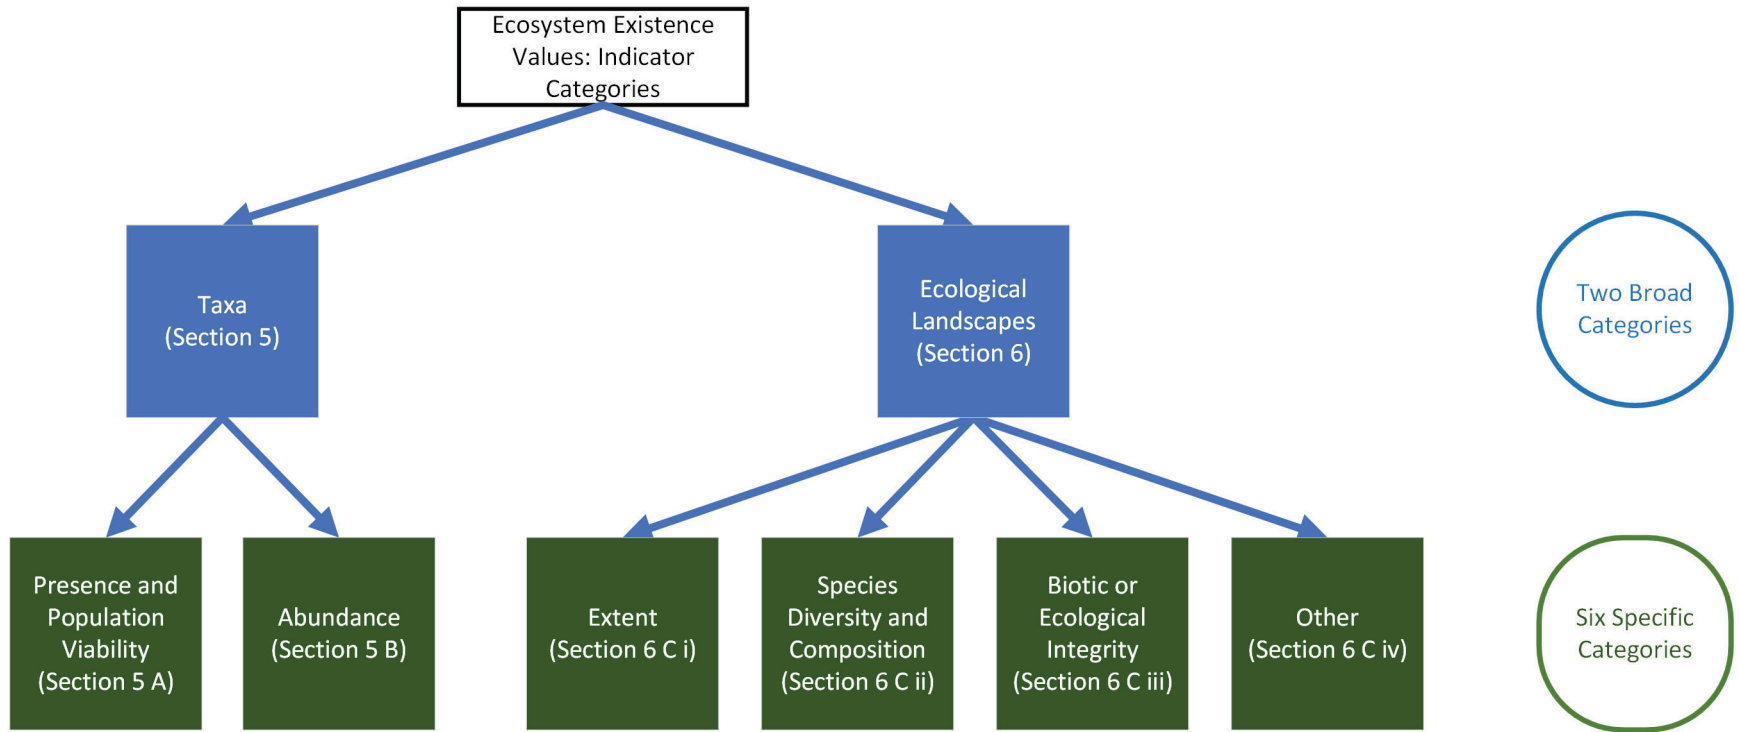 Ecosystem Existence
Values: Indicator
Categories
Taxa
(Section 5)
Ecological
Landscapes
(Section 6)
Two Broad
Categories
Presence and
Population
Viability
(Section 5 A)
Abundance
(Section 5 B)
Extent
(Section 6 C i)
Species
Diversity and
Composition
(Section 6 C ii)
Biotic or
Ecological
Integrity
(Section 6 C iii)
Other
(Section 6 C iv)
Six Specific
Categories